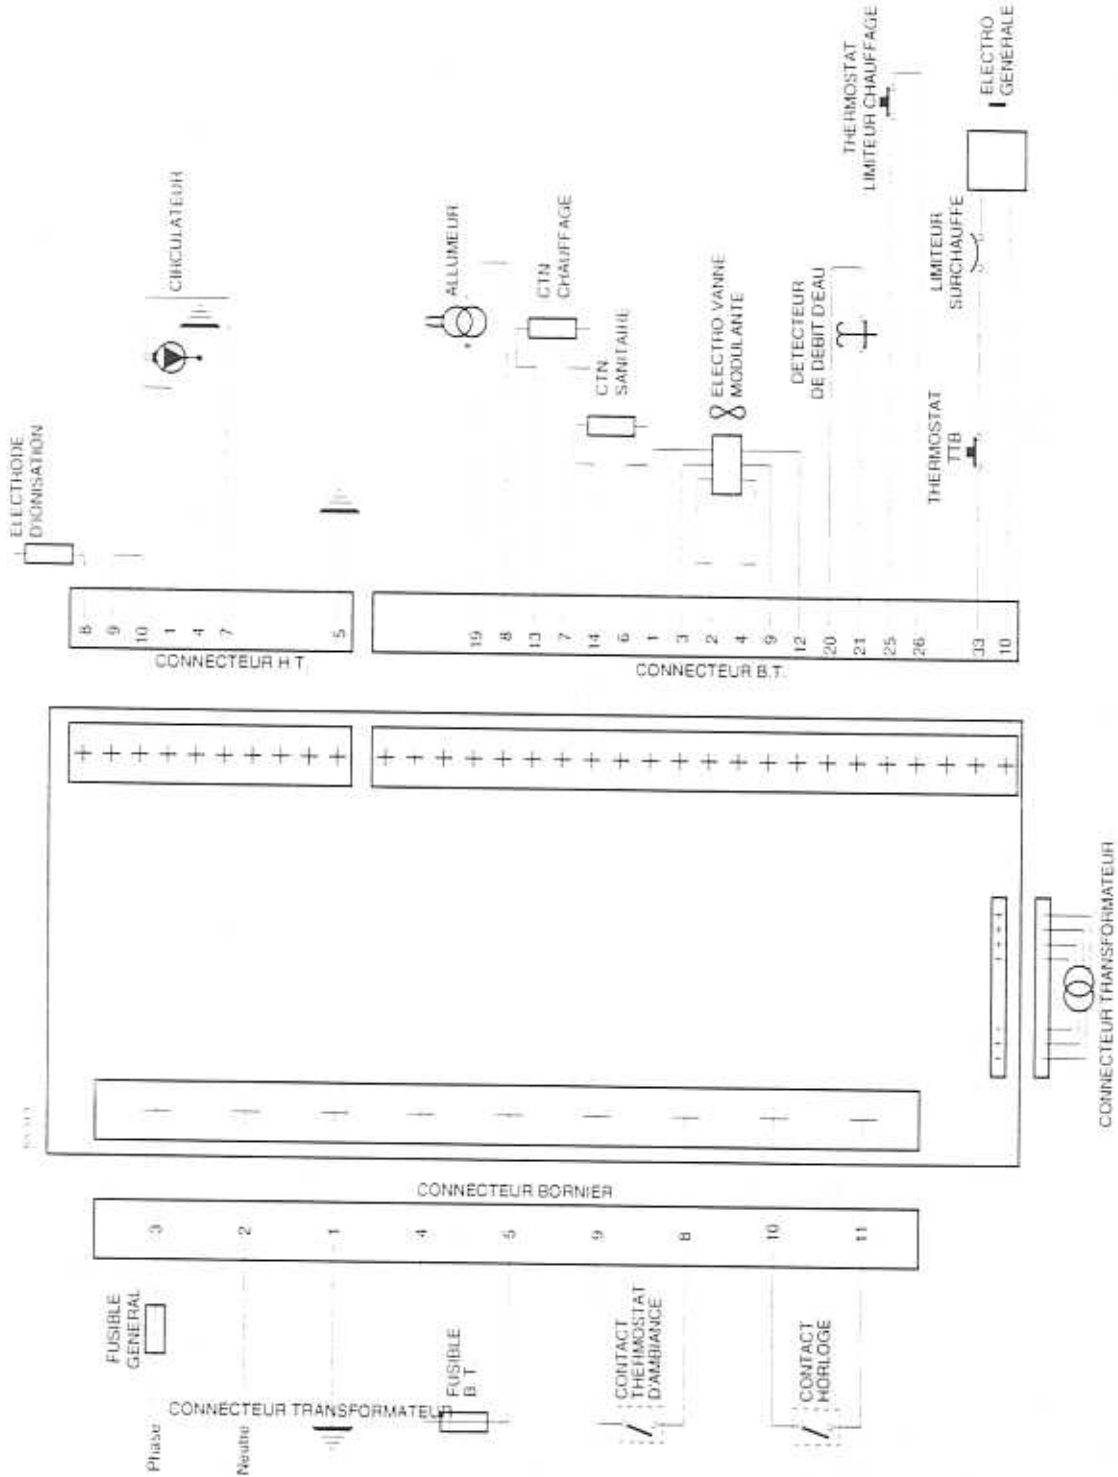 ELECTRODE
D'IONISATION
CIRCULATEUR
ALLUMEUR
CTN
CHAUFFAGE
CTN
SANITAIRE
ELECTRO VANNE
MODULANTE
DETECTEUR
DE DEBIT D'EAU
THERMOSTAT
LIMITEUR CHAUFFAGE
THERMOSTAT
TTB
LIMITEUR
SURCHAUFFE
ELECTRO
GENERALE
8
9
10
1
4
7
5
CONNECTEUR H.T.
19
8
13
7
14
6
1
3
2
4
9
12
20
21
25
26
33
10
CONNECTEUR B.T.
CONNECTEUR TRANSFORMATEUR
CONNECTEUR BORNIER
3
2
1
4
5
9
8
10
11
FUSIBLE
GENERAL
Phase
Neutre
CONNECTEUR TRANSFORMATEUR
FUSIBLE
B.T
CONTACT
THERMOSTAT
D'AMBIANCE
CONTACT
HORLOGE